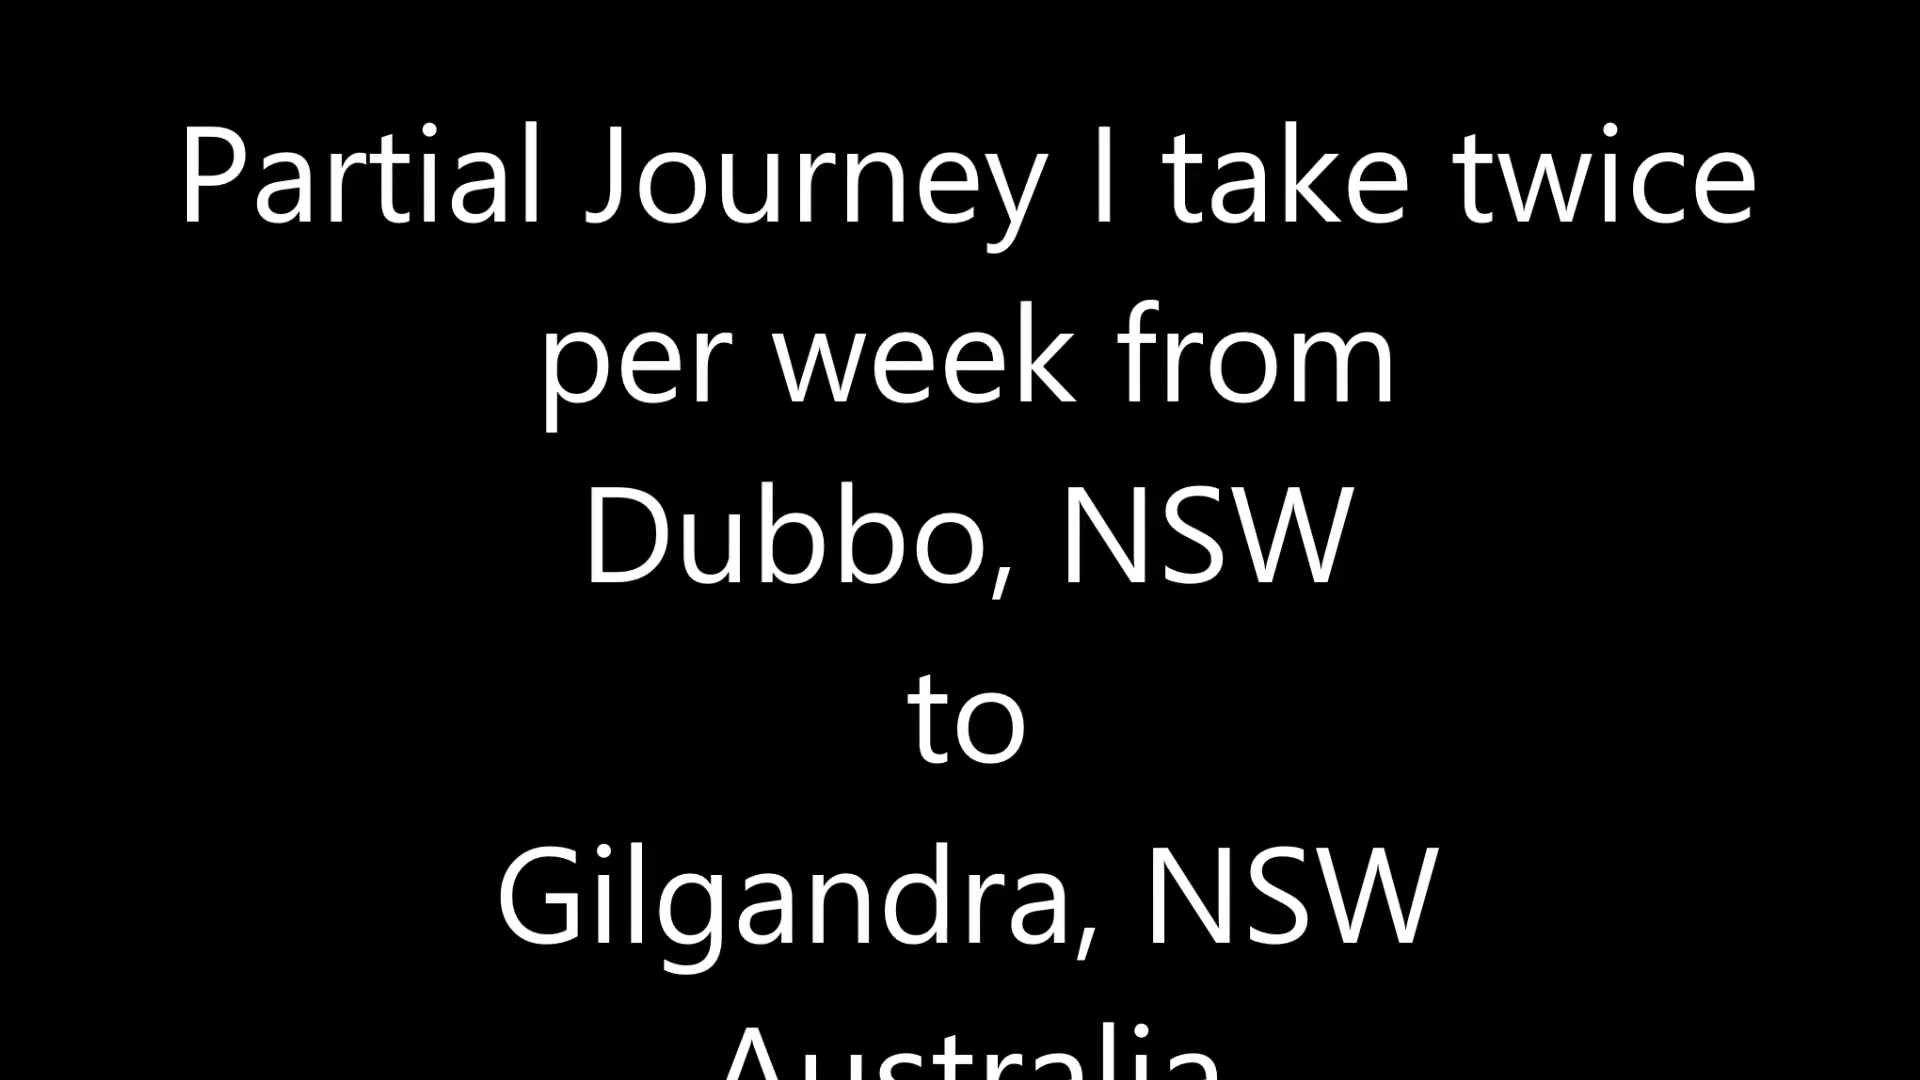 Partial Journey I take twice
per week from
Dubbo, NSW
to
Gilgandra, NSW
Australia